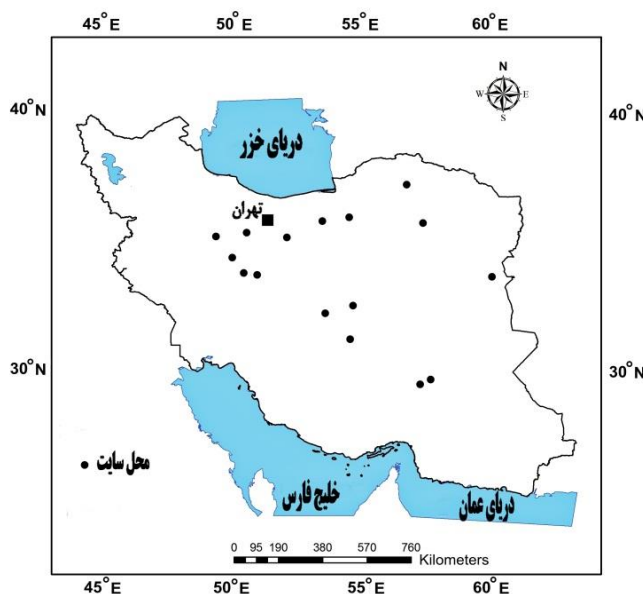 45°E 50°E 55°E 60°E
N
W E
S
40°N 40°N
دریای خزر
تهران
30°N 30°N
محل سایت
خلیج فارس
دریای عمان
0 95 190 380 570 760
Kilometers
45°E 50°E 55°E 60°E